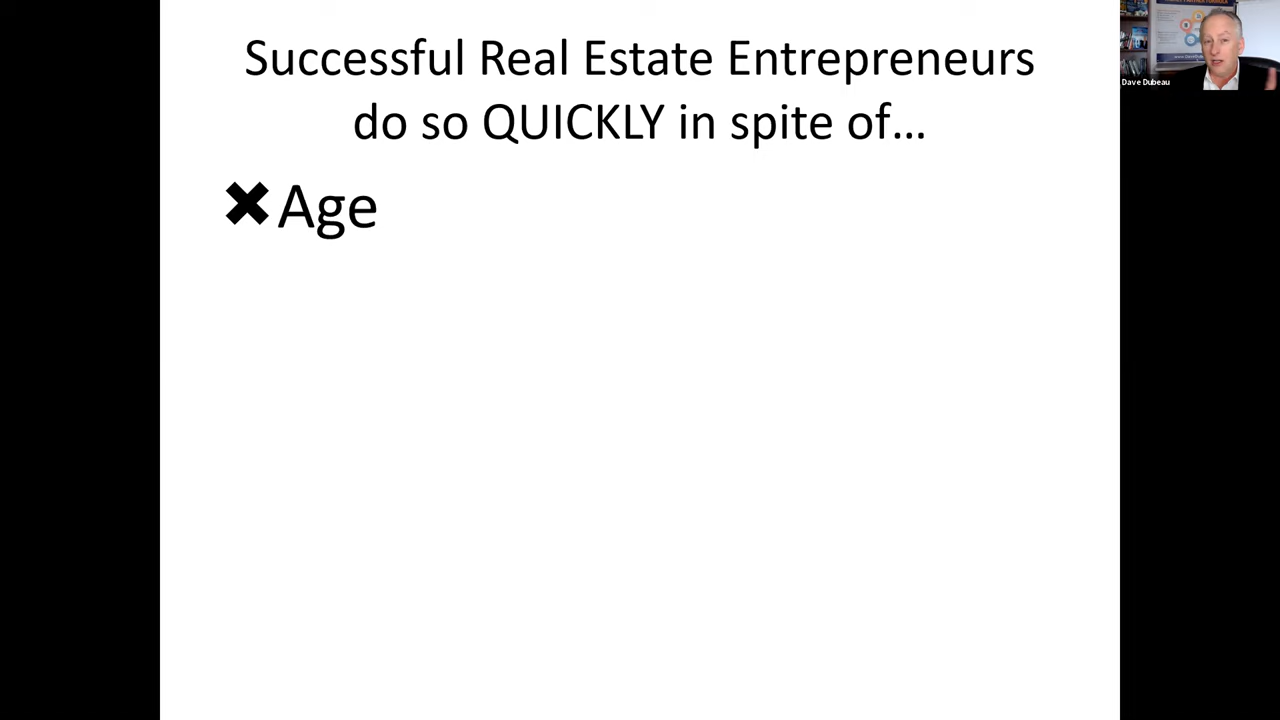 Successful Real Estate Entrepreneurs
do so QUICKLY in spite of…
✖Age
Dave Dubeau